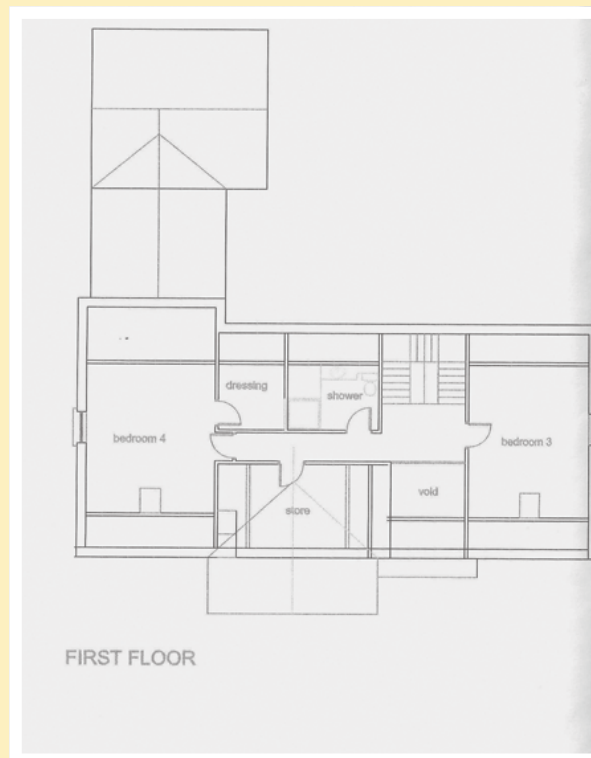 dressing
shower
bedroom 4
bedroom 3
void
store
FIRST FLOOR